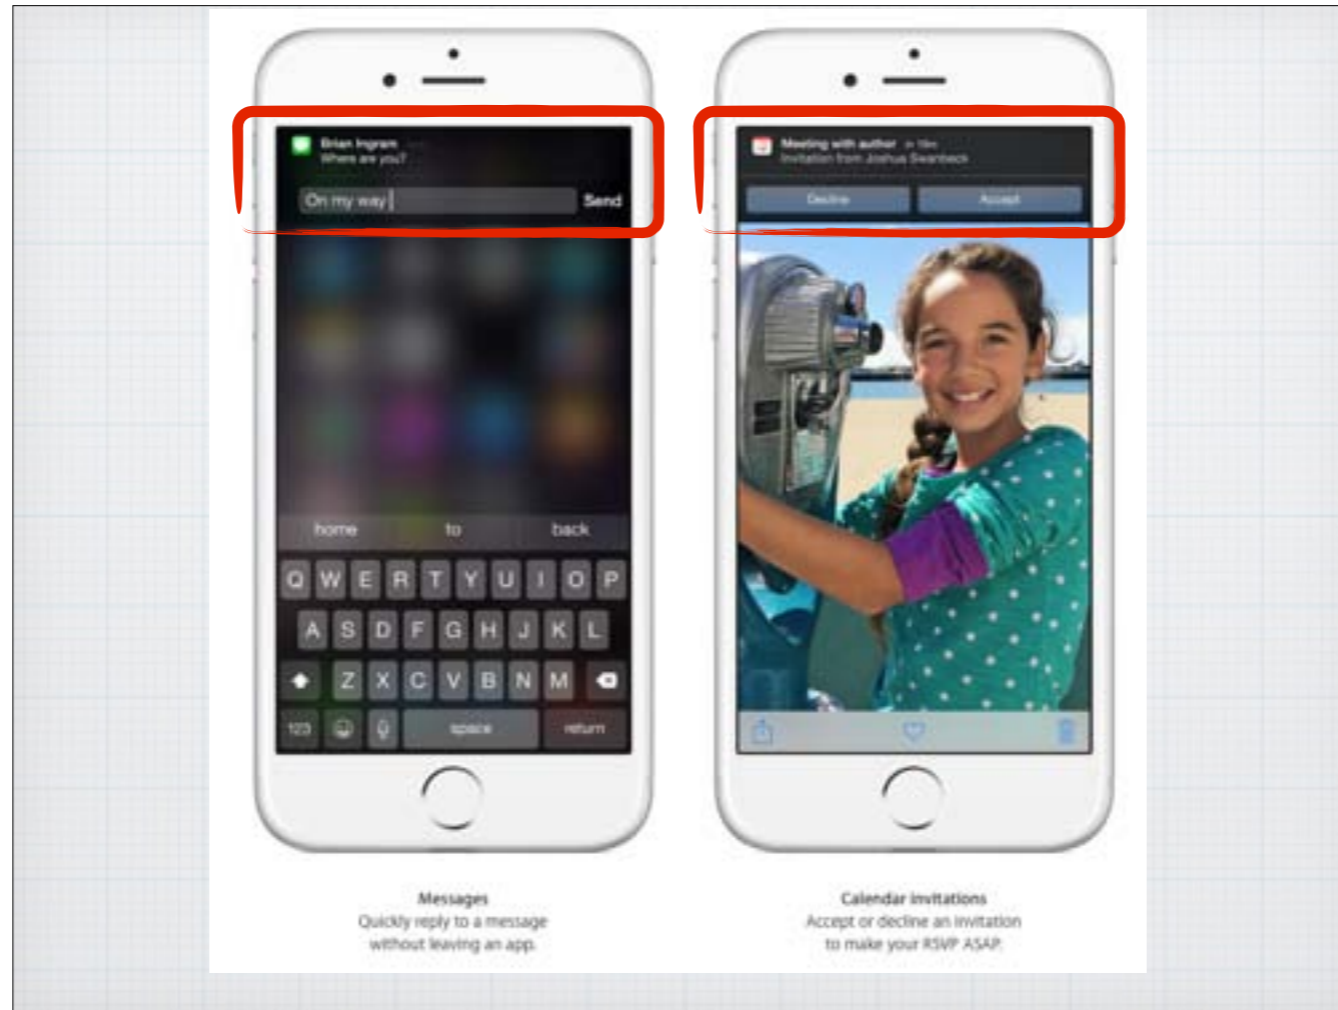 Brian Ingram
Where are you?
On my way
Send
home to back
Q W E R T Y U I O P
A S D F G H J K L
Z X C V B N M
123 space return
Messages
Quickly reply to a message
without leaving an app.
Meeting with author
Invitation from Joshua Swanbeck
Decline Accept
Calendar invitations
Accept or decline an invitation
to make your RSVP ASAP.